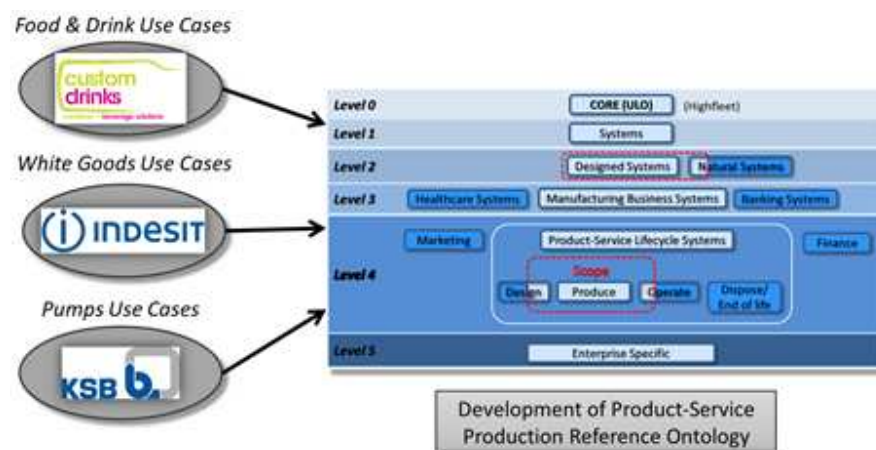 Food & Drink Use Cases
custom
drinks
White Goods Use Cases
INDESIT
Pumps Use Cases
KSB b
Level 0
CORE (ULO)
(Highfleet)
Level 1
Systems
Level 2
Designed Systems
Natural Systems
Level 3
Healthcare Systems
Manufacturing Business Systems
Banking Systems
Level 4
Marketing
Product-Service Lifecycle Systems
Finance
Scope
Design
Produce
Operate
Dispose/
End of life
Level 5
Enterprise Specific
Development of Product-Service
Production Reference Ontology